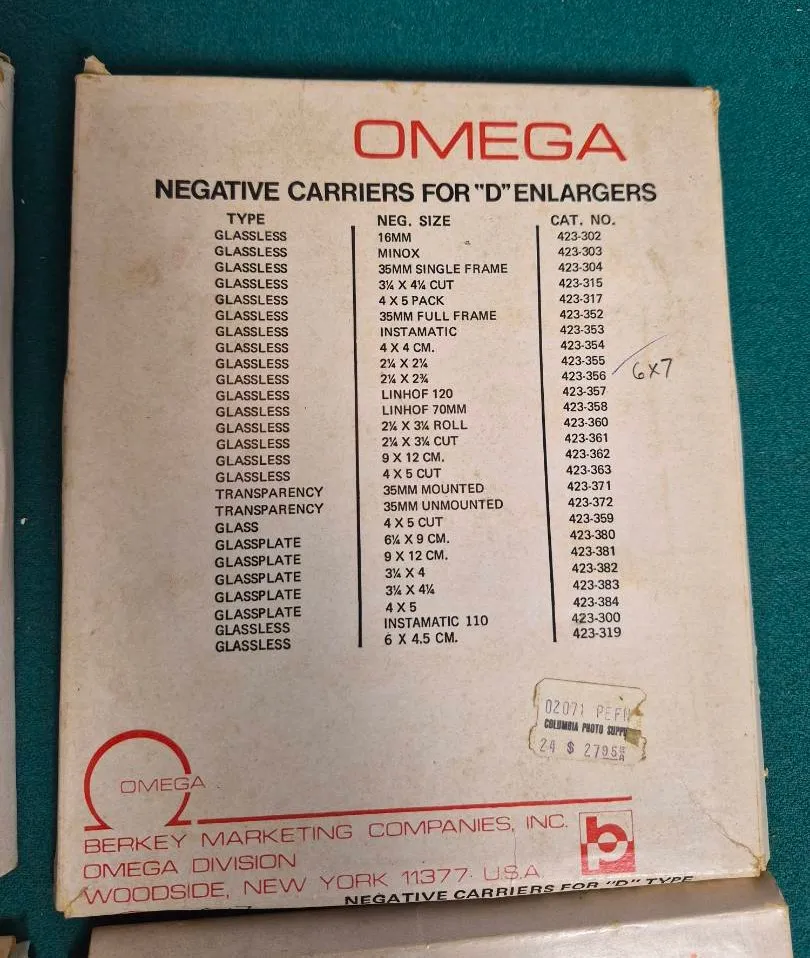 OMEGA
NEGATIVE CARRIERS FOR "D" ENLARGERS
TYPE NEG. SIZE CAT. NO.
GLASSLESS 16MM 423-302
GLASSLESS MINOX 423-303
GLASSLESS 35MM SINGLE FRAME 423-304
GLASSLESS 3¼ X 4¼ CUT 423-315
GLASSLESS 4 X 5 PACK 423-317
GLASSLESS 35MM FULL FRAME 423-352
GLASSLESS INSTAMATIC 423-353
GLASSLESS 4 X 4 CM. 423-354
GLASSLESS 2¼ X 2¼ 423-355
GLASSLESS 2¼ X 2¾ 423-356 6X7
GLASSLESS LINHOF 120 423-357
GLASSLESS LINHOF 70MM 423-358
GLASSLESS 2¼ X 3¼ ROLL 423-360
GLASSLESS 2¼ X 3¼ CUT 423-361
GLASSLESS 9 X 12 CM. 423-362
GLASSLESS 4 X 5 CUT 423-363
TRANSPARENCY 35MM MOUNTED 423-371
TRANSPARENCY 35MM UNMOUNTED 423-372
GLASS 4 X 5 CUT 423-359
GLASSPLATE 6¼ X 9 CM. 423-380
GLASSPLATE 9 X 12 CM. 423-381
GLASSPLATE 3¼ X 4 423-382
GLASSPLATE 3¼ X 4¼ 423-383
GLASSPLATE 4 X 5 423-384
GLASSLESS INSTAMATIC 110 423-300
GLASSLESS 6 X 4.5 CM. 423-319
02071
COLUMBIA PHOTO
24 $ 2795
OMEGA
BERKEY MARKETING COMPANIES, INC.
OMEGA DIVISION
WOODSIDE, NEW YORK 11377· U.S.A.
NEGATIVE CARRIERS FOR "D" TYPE